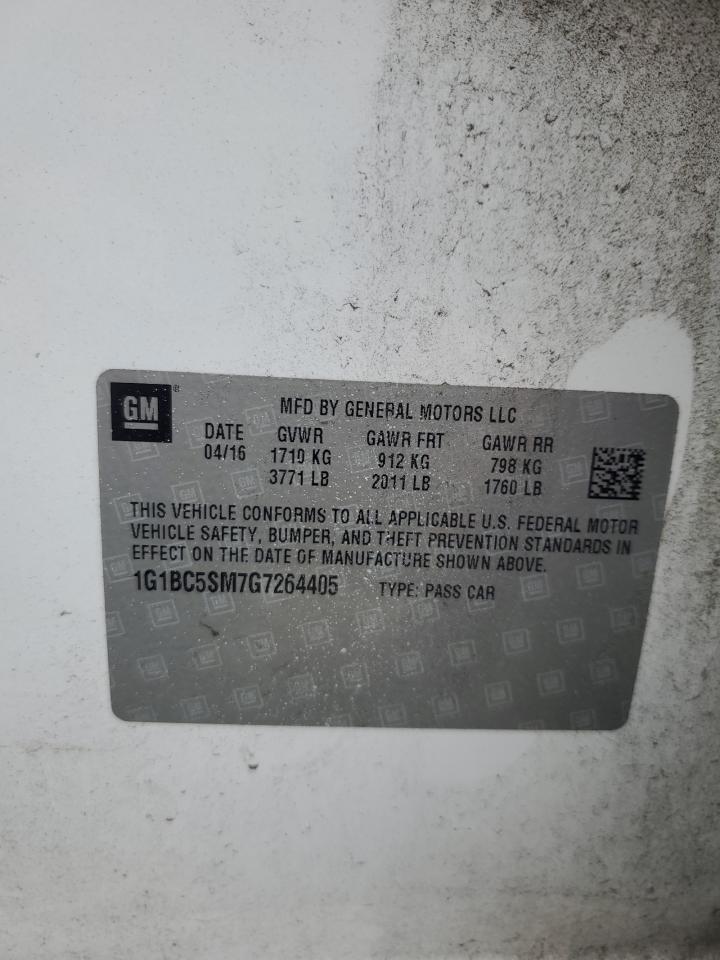 GM
MFD BY GENERAL MOTORS LLC
DATE GVWR GAWR FRT GAWR RR
04/16 1710 KG 912 KG 798 KG
3771 LB 2011 LB 1760 LB
THIS VEHICLE CONFORMS TO ALL APPLICABLE U.S. FEDERAL MOTOR
VEHICLE SAFETY, BUMPER, AND THEFT PREVENTION STANDARDS IN
EFFECT ON THE DATE OF MANUFACTURE SHOWN ABOVE.
1G1BC5SM7G7264405 TYPE: PASS CAR